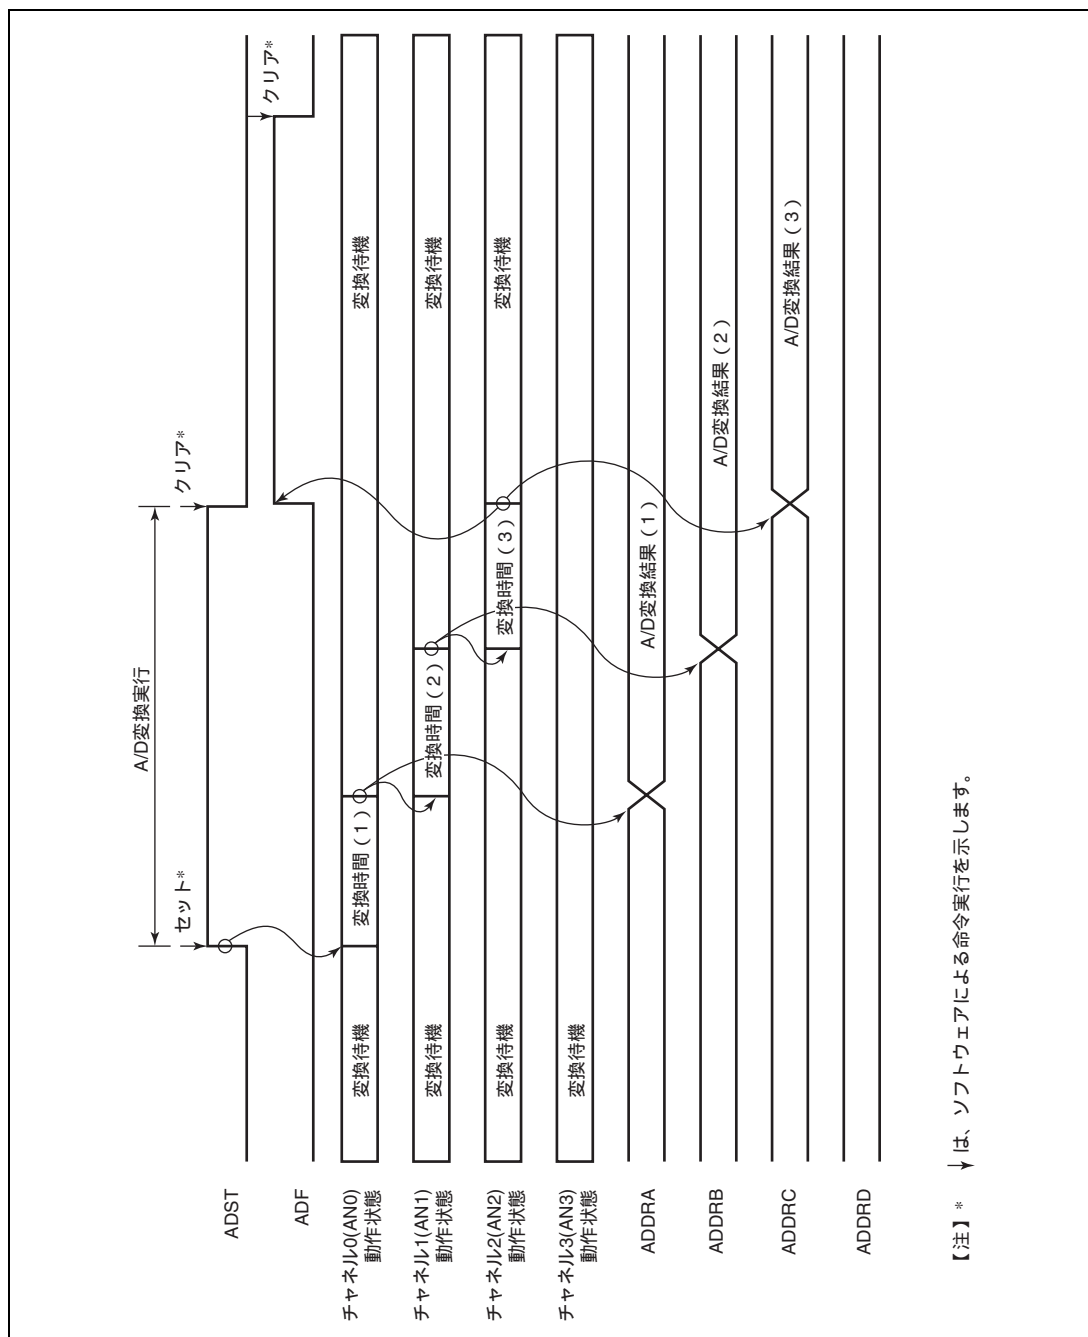 A/D変換実行
セット*
クリア*
クリア*
ADST
ADF
チャネル0(AN0)
動作状態
変換待機
変換時間（1）
変換待機
チャネル1(AN1)
動作状態
変換待機
変換時間（2）
変換待機
チャネル2(AN2)
動作状態
変換待機
変換時間（3）
変換待機
チャネル3(AN3)
動作状態
変換待機
ADDRA
A/D変換結果（1）
ADDRB
A/D変換結果（2）
ADDRC
A/D変換結果（3）
ADDRD
【注】* ↓は、ソフトウェアによる命令実行を示します。